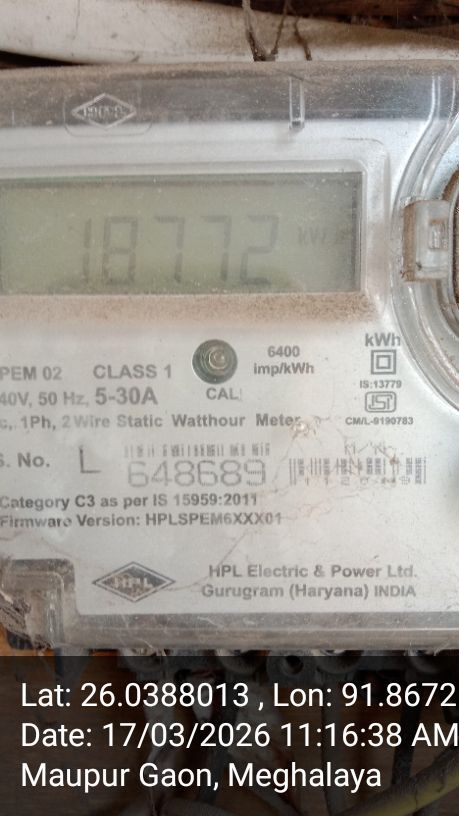 HPL
18772 kWh
6400
imp/kWh
kWh
PEM 02 CLASS 1
40V, 50 Hz, 5-30A
CAL
IS:13779
ISI
CM/L-9190783
c, 1Ph, 2 Wire Static Watthour Meter
S. No. L 648689
Category C3 as per IS 15959:2011
Firmware Version: HPLSPEM6XXX01
HPL
HPL Electric & Power Ltd.
Gurugram (Haryana) INDIA
Lat: 26.0388013 , Lon: 91.8672
Date: 17/03/2026 11:16:38 AM
Maupur Gaon, Meghalaya